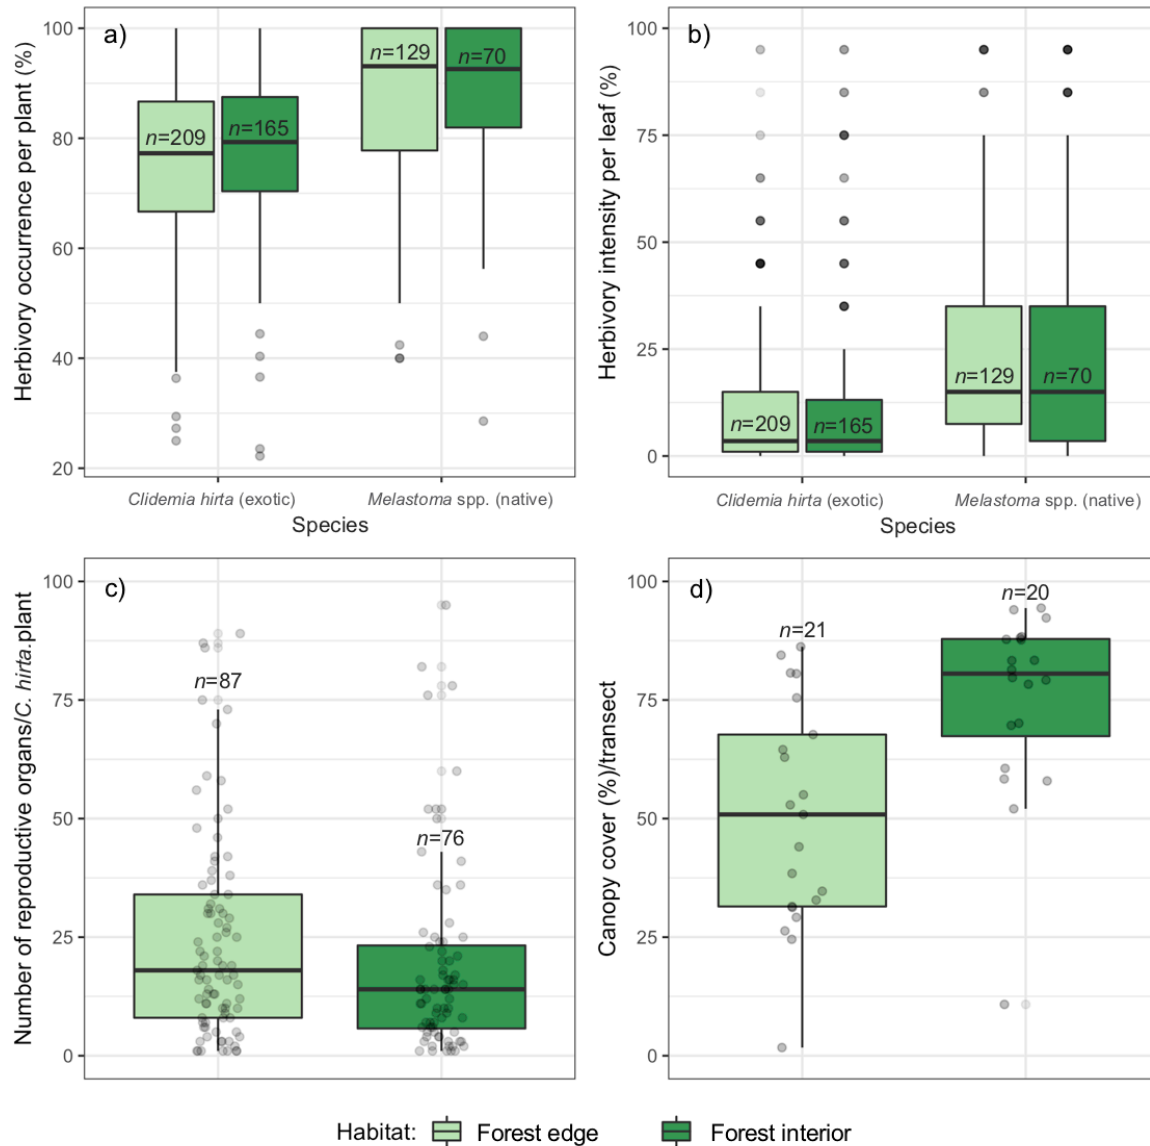 a)
Herbivory occurrence per plant (%)
100
80
60
40
20
n=209
n=165
n=129
n=70
Clidemia hirta (exotic)
Melastoma spp. (native)
Species
b)
Herbivory intensity per leaf (%)
100
75
50
25
0
n=209
n=165
n=129
n=70
Clidemia hirta (exotic)
Melastoma spp. (native)
Species
c)
Number of reproductive organs/C. hirta.plant
100
75
50
25
0
n=87
n=76
d)
Canopy cover (%)/transect
100
75
50
25
0
n=21
n=20
Habitat: Forest edge Forest interior